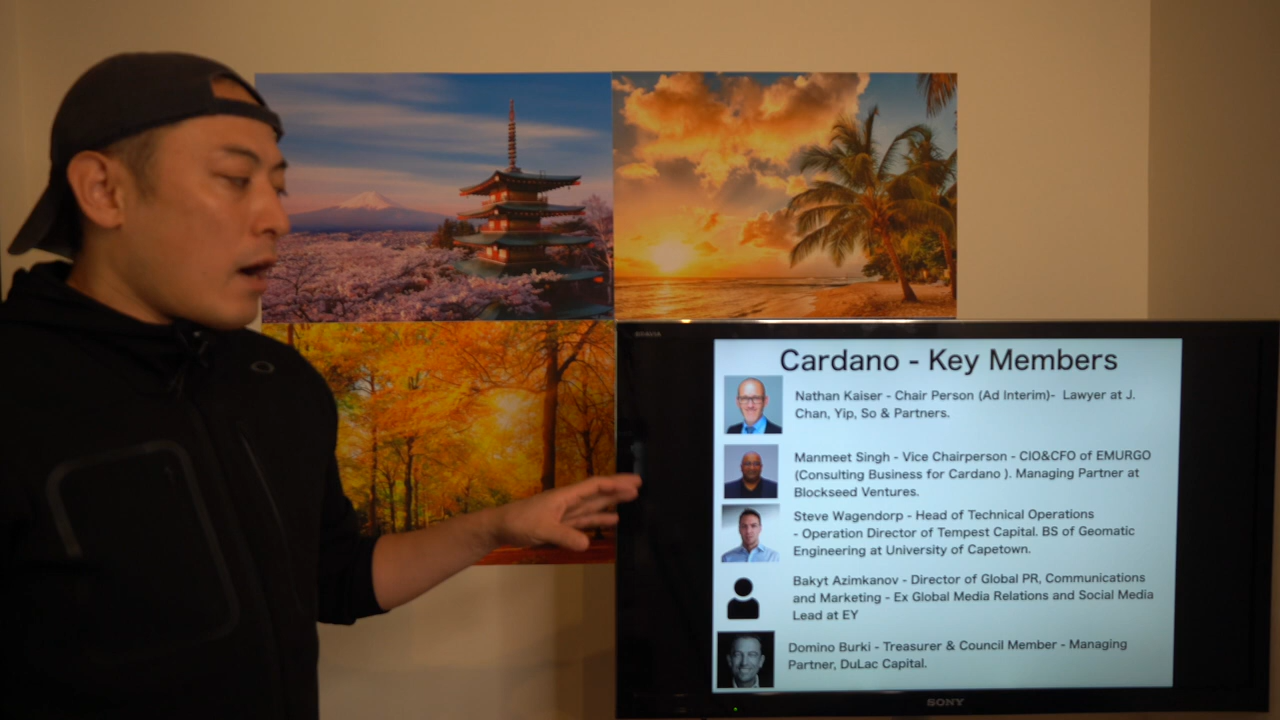 BRAVIA
Cardano - Key Members
Nathan Kaiser - Chair Person (Ad Interim)- Lawyer at J.
Chan, Yip, So & Partners.
Manmeet Singh - Vice Chairperson - CIO&CFO of EMURGO
(Consulting Business for Cardano ). Managing Partner at
Blockseed Ventures.
Steve Wagendorp - Head of Technical Operations
- Operation Director of Tempest Capital. BS of Geomatic
Engineering at University of Capetown.
Bakyt Azimkanov - Director of Global PR, Communications
and Marketing - Ex Global Media Relations and Social Media
Lead at EY
Domino Burki - Treasurer & Council Member - Managing
Partner, DuLac Capital.
SONY